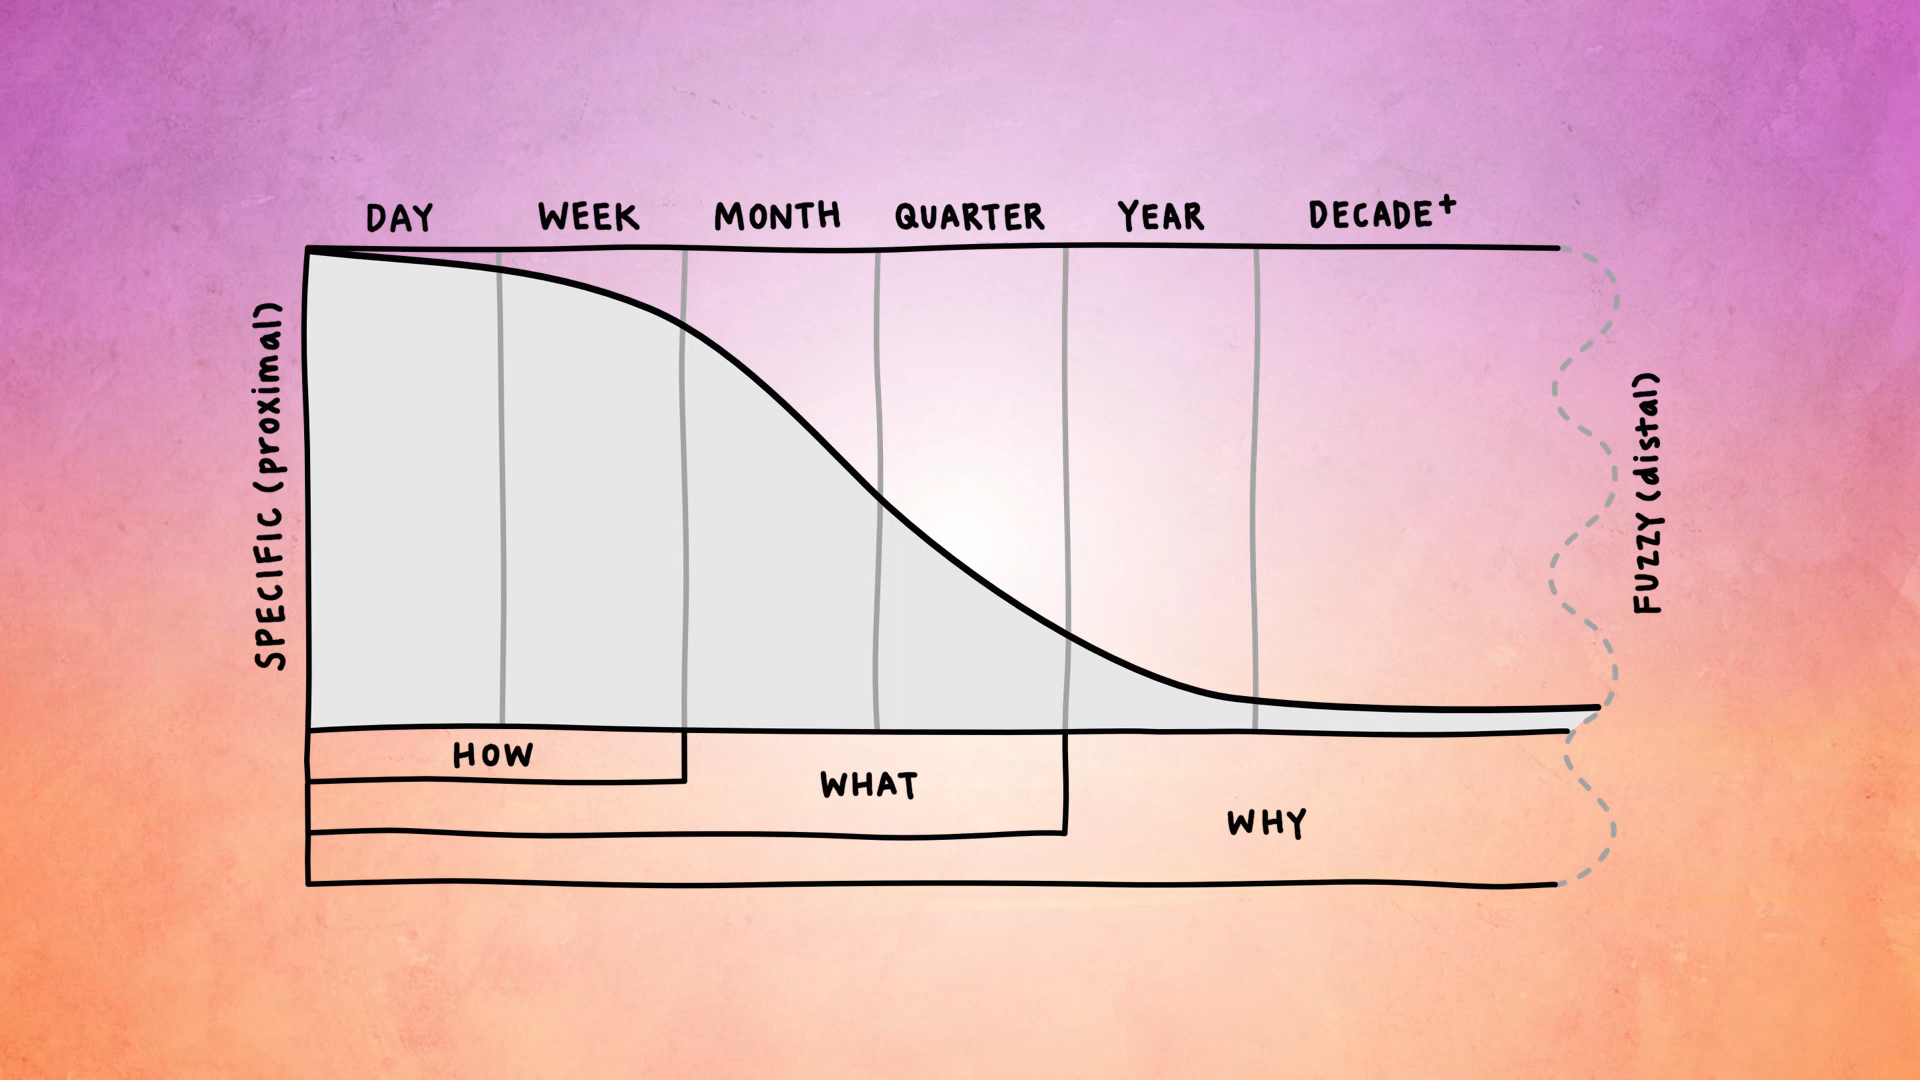 DAY WEEK MONTH QUARTER YEAR DECADE+
SPECIFIC (proximal)
FUZZY (distal)
HOW
WHAT
WHY